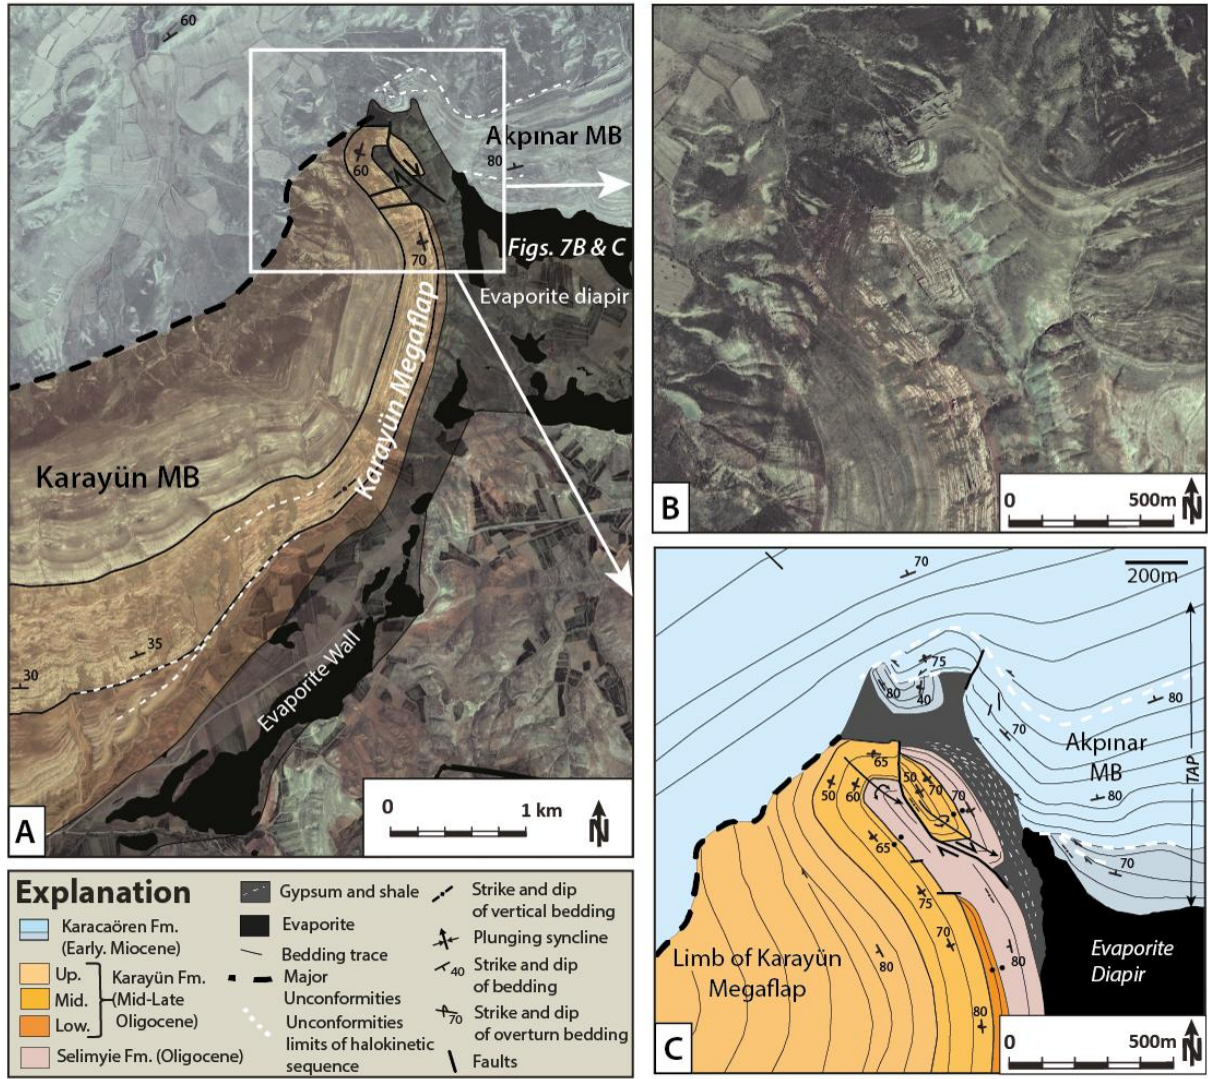 60
Akpınar MB
80
60
Figs. 7B & C
70
Evaporite diapir
Karayün Megaflap
Karayün MB
35
30
Evaporite Wall
0 1 km
N
A
B
0 500m
N
70
200m
75
80
40
80
70
Akpınar
MB
TAP
65
50
50
60
70
70
80
65
75
70
70
80
80
80
Limb of Karayün
Megaflap
Evaporite
Diapir
C
0 500m
N
Explanation
Karacaören Fm.
(Early. Miocene)
Up.
Mid.
Low.
Karayün Fm.
(Mid-Late
Oligocene)
Selimyie Fm. (Oligocene)
Gypsum and shale
Evaporite
Bedding trace
Major
Unconformities
Unconformities
limits of halokinetic
sequence
Strike and dip
of vertical bedding
Plunging syncline
40
Strike and dip
of bedding
70
Strike and dip
of overturn bedding
Faults